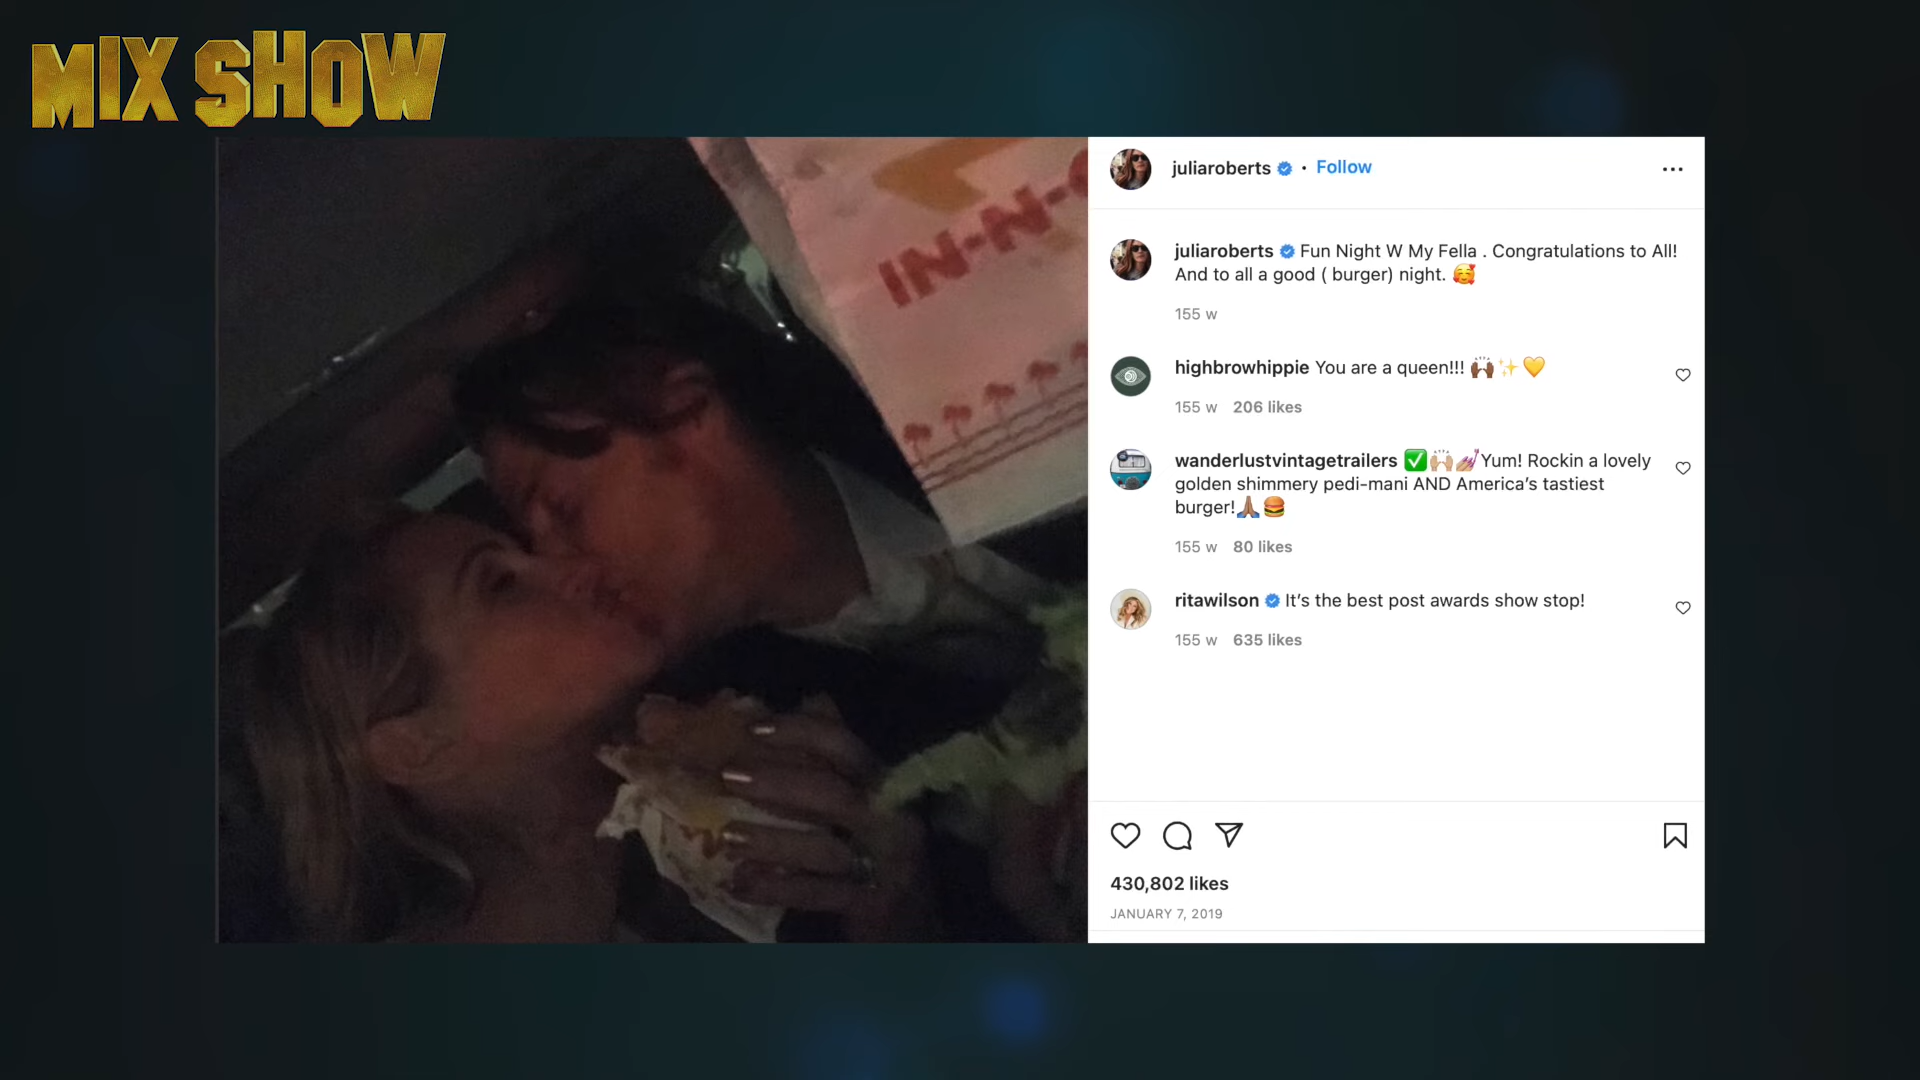 MIX SHOW
IN-N-
juliaroberts • Follow
juliaroberts Fun Night W My Fella . Congratulations to All!
And to all a good ( burger) night. 🥰
155 w
highbrowhippie You are a queen!!! 🙌🏾✨💛
155 w 206 likes
wanderlustvintagetrailers ✅🙌🏼💅🏼Yum! Rockin a lovely
golden shimmery pedi-mani AND America’s tastiest
burger!🙏🏽🍔
155 w 80 likes
ritawilson It’s the best post awards show stop!
155 w 635 likes
430,802 likes
JANUARY 7, 2019